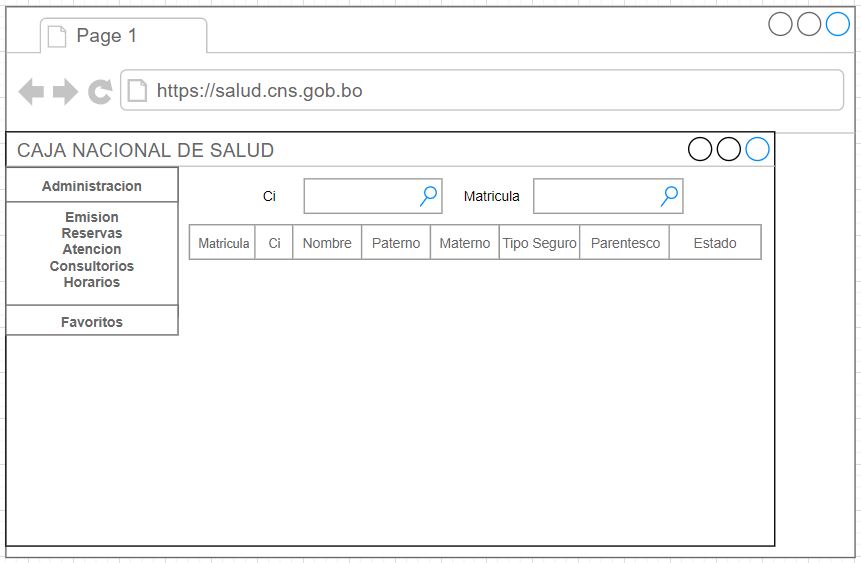 Page 1
https://salud.cns.gob.bo
CAJA NACIONAL DE SALUD
Administracion
Emision
Reservas
Atencion
Consultorios
Horarios
Favoritos
Ci Matricula
Matricula Ci Nombre Paterno Materno Tipo Seguro Parentesco Estado